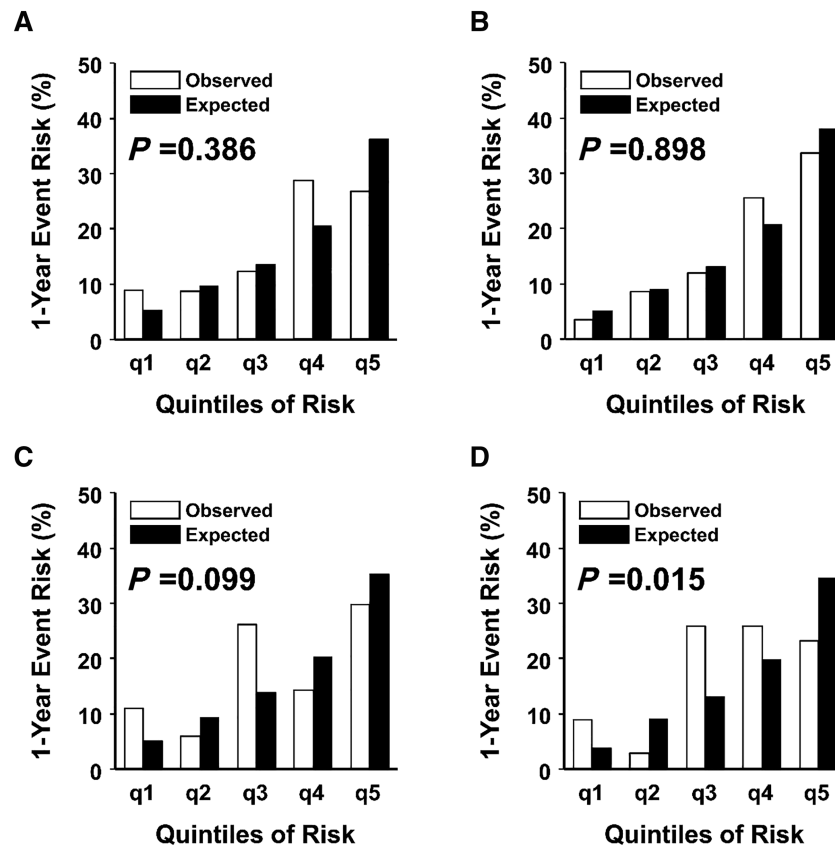 A
1-Year Event Risk (%)
50
40
30
20
10
0
Observed
Expected
P =0.386
q1 q2 q3 q4 q5
Quintiles of Risk
B
1-Year Event Risk (%)
50
40
30
20
10
0
Observed
Expected
P =0.898
q1 q2 q3 q4 q5
Quintiles of Risk
C
1-Year Event Risk (%)
50
40
30
20
10
0
Observed
Expected
P =0.099
q1 q2 q3 q4 q5
Quintiles of Risk
D
1-Year Event Risk (%)
50
40
30
20
10
0
Observed
Expected
P =0.015
q1 q2 q3 q4 q5
Quintiles of Risk